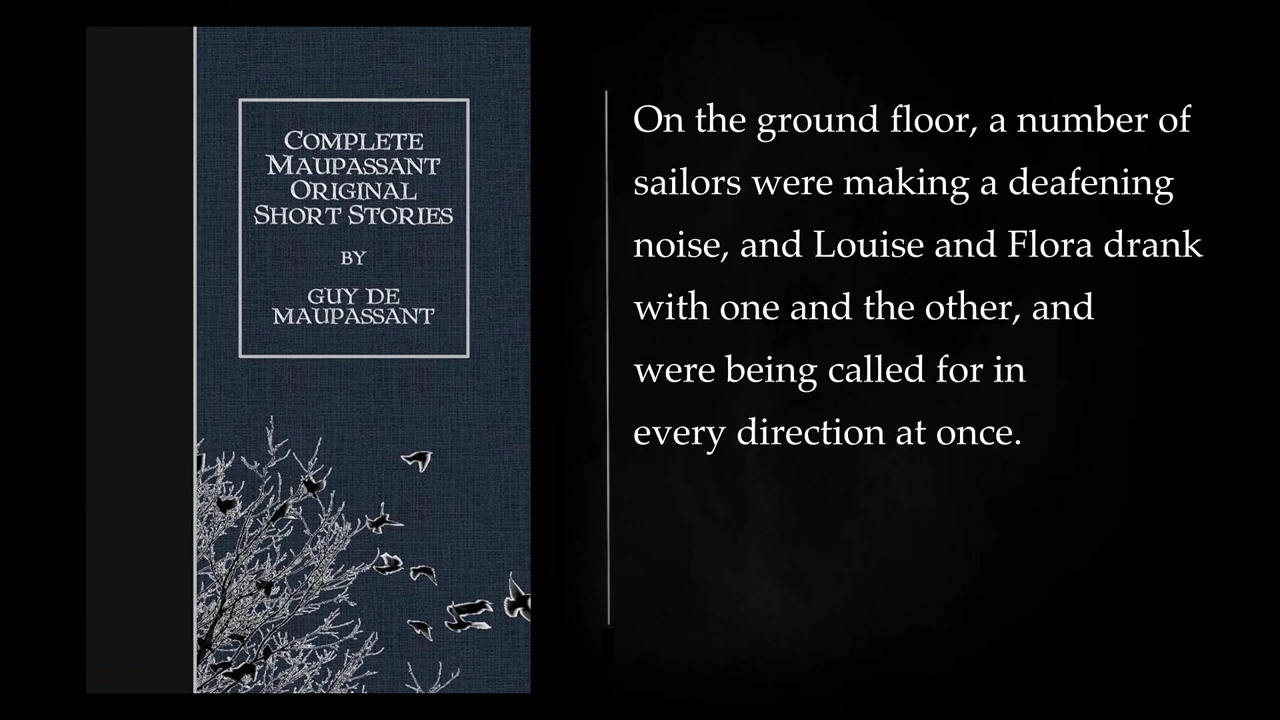 COMPLETE
MAUPASSANT
ORIGINAL
SHORT STORIES
BY
GUY DE
MAUPASSANT
On the ground floor, a number of
sailors were making a deafening
noise, and Louise and Flora drank
with one and the other, and
were being called for in
every direction at once.